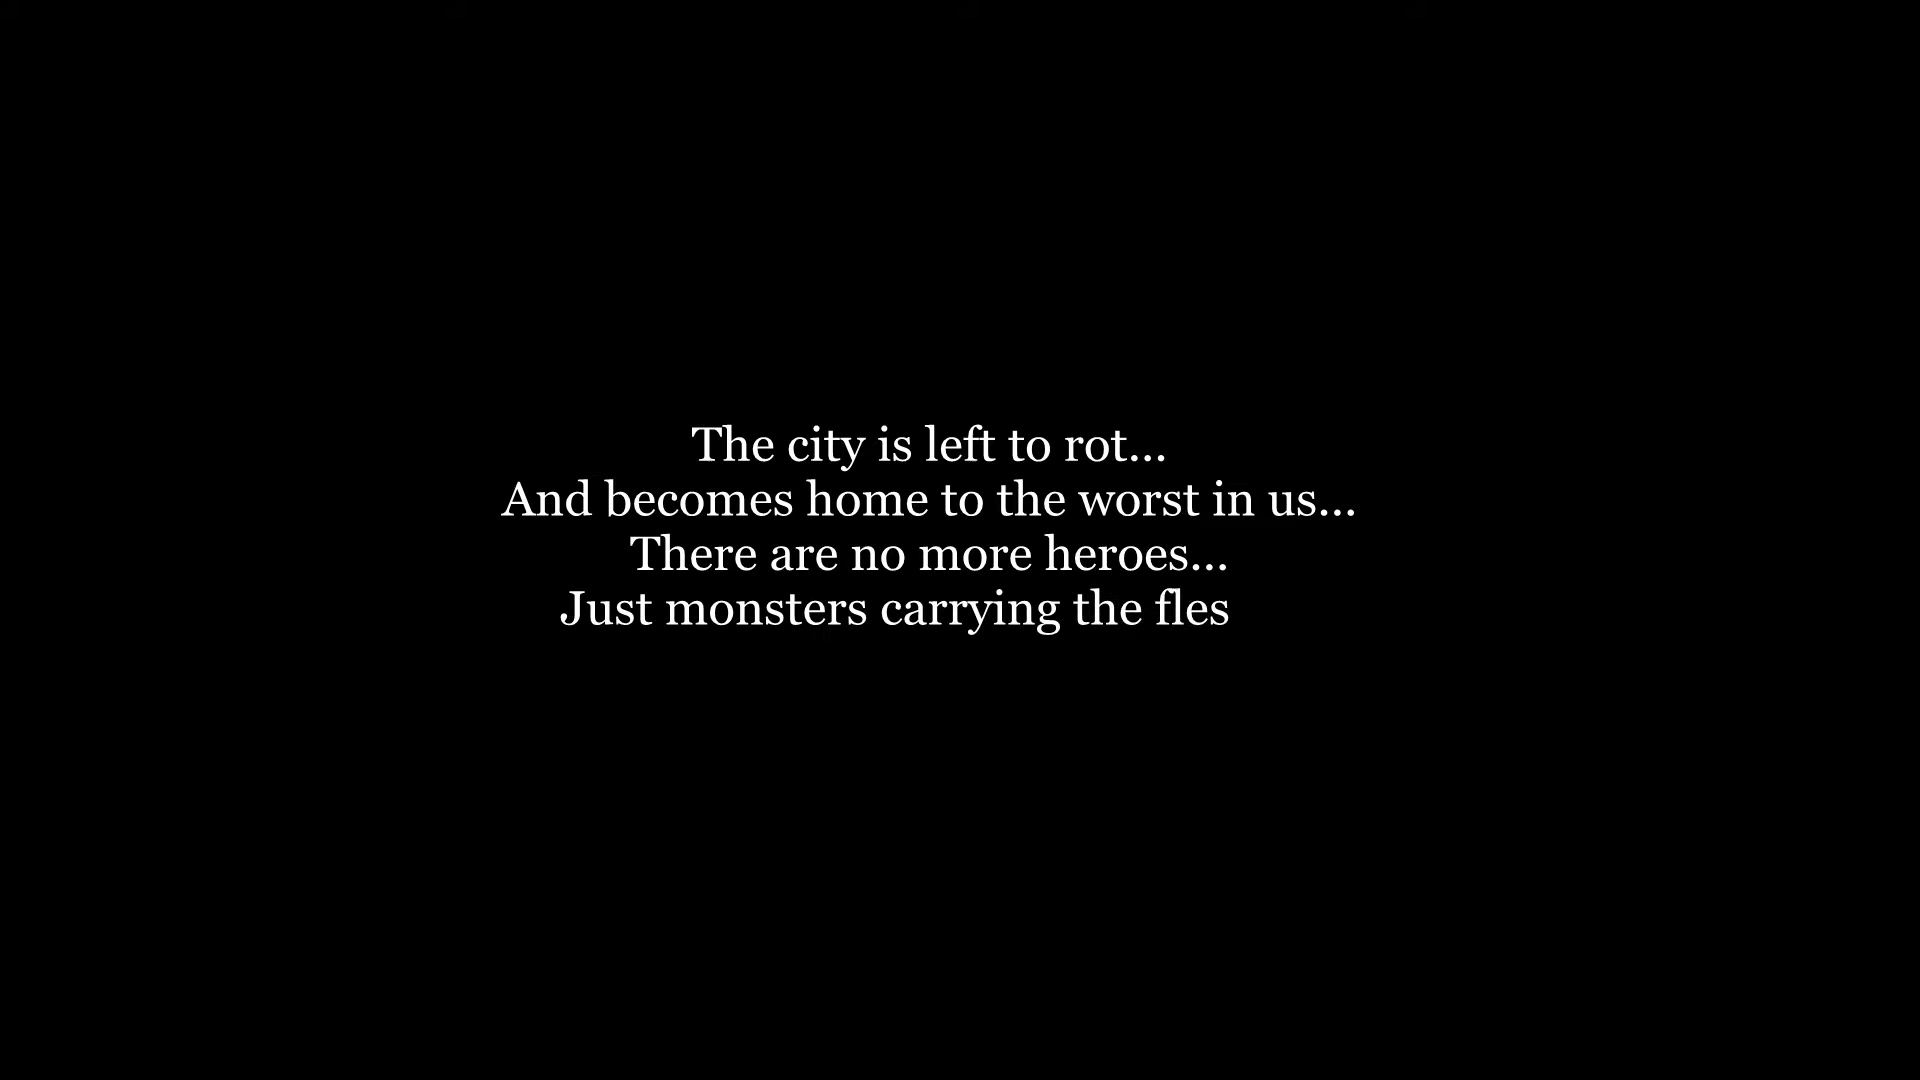 The city is left to rot...
And becomes home to the worst in us...
There are no more heroes...
Just monsters carrying the fles